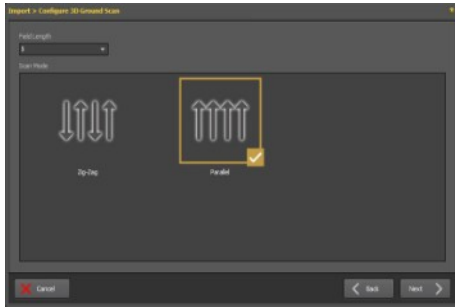 Import > Configure 3D Ground Scan
Field Length
Scan Mode
Zig-Zag
Parallel
Cancel
Back
Next